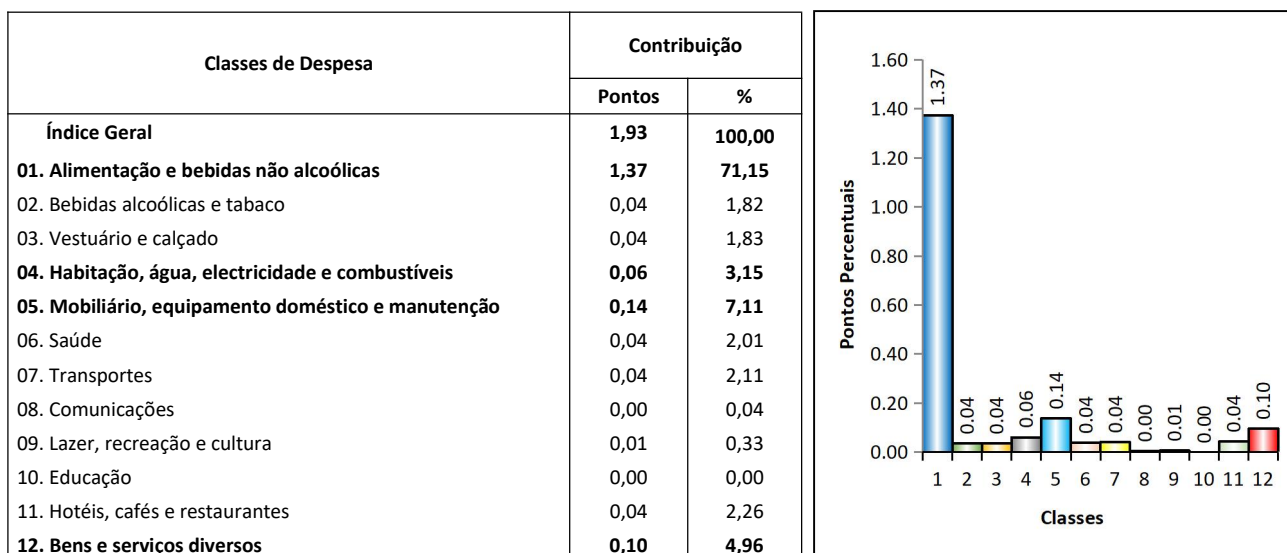 Classes de Despesa
Contribuição
Pontos %
Índice Geral 1,93 100,00
01. Alimentação e bebidas não alcoólicas 1,37 71,15
02. Bebidas alcoólicas e tabaco 0,04 1,82
03. Vestuário e calçado 0,04 1,83
04. Habitação, água, electricidade e combustíveis 0,06 3,15
05. Mobiliário, equipamento doméstico e manutenção 0,14 7,11
06. Saúde 0,04 2,01
07. Transportes 0,04 2,11
08. Comunicações 0,00 0,04
09. Lazer, recreação e cultura 0,01 0,33
10. Educação 0,00 0,00
11. Hotéis, cafés e restaurantes 0,04 2,26
12. Bens e serviços diversos 0,10 4,96
Pontos Percentuais
1.60
1.40
1.20
1.00
0.80
0.60
0.40
0.20
0.00
1.37 0.04 0.04 0.06 0.14 0.04 0.04 0.00 0.01 0.00 0.04 0.10
1 2 3 4 5 6 7 8 9 10 11 12
Classes